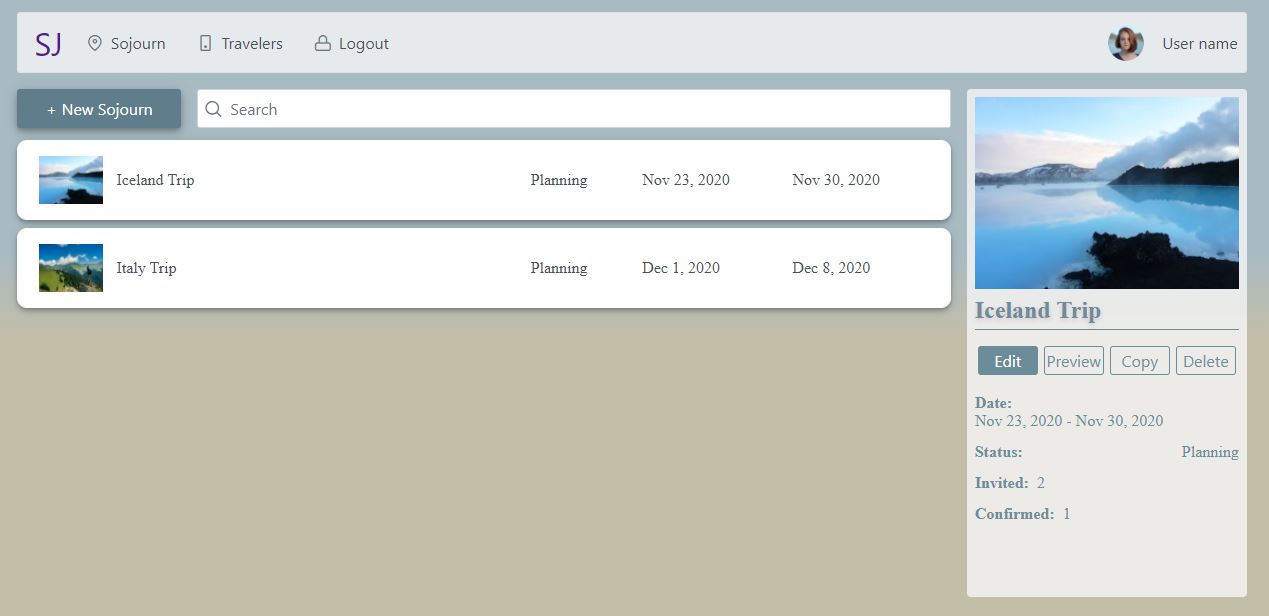 SJ Sojourn Travelers Logout User name
+ New Sojourn Search
Iceland Trip Planning Nov 23, 2020 Nov 30, 2020
Italy Trip Planning Dec 1, 2020 Dec 8, 2020
Iceland Trip
Edit Preview Copy Delete
Date:
Nov 23, 2020 - Nov 30, 2020
Status: Planning
Invited: 2
Confirmed: 1